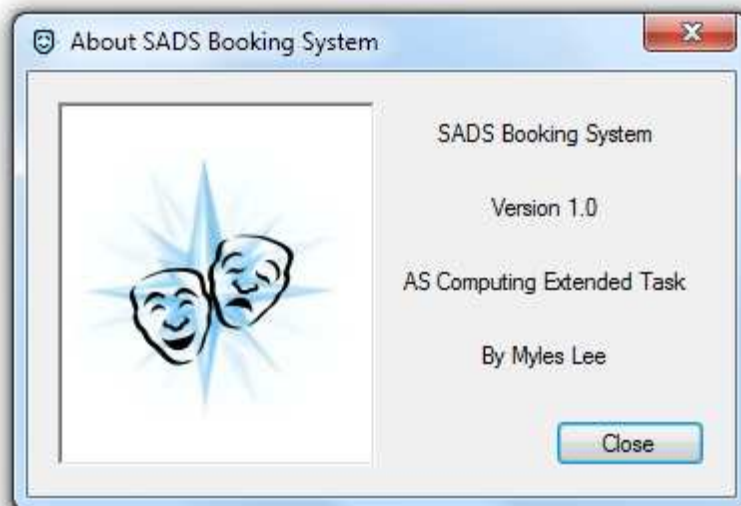 About SADS Booking System
SADS Booking System
Version 1.0
AS Computing Extended Task
By Myles Lee
Close